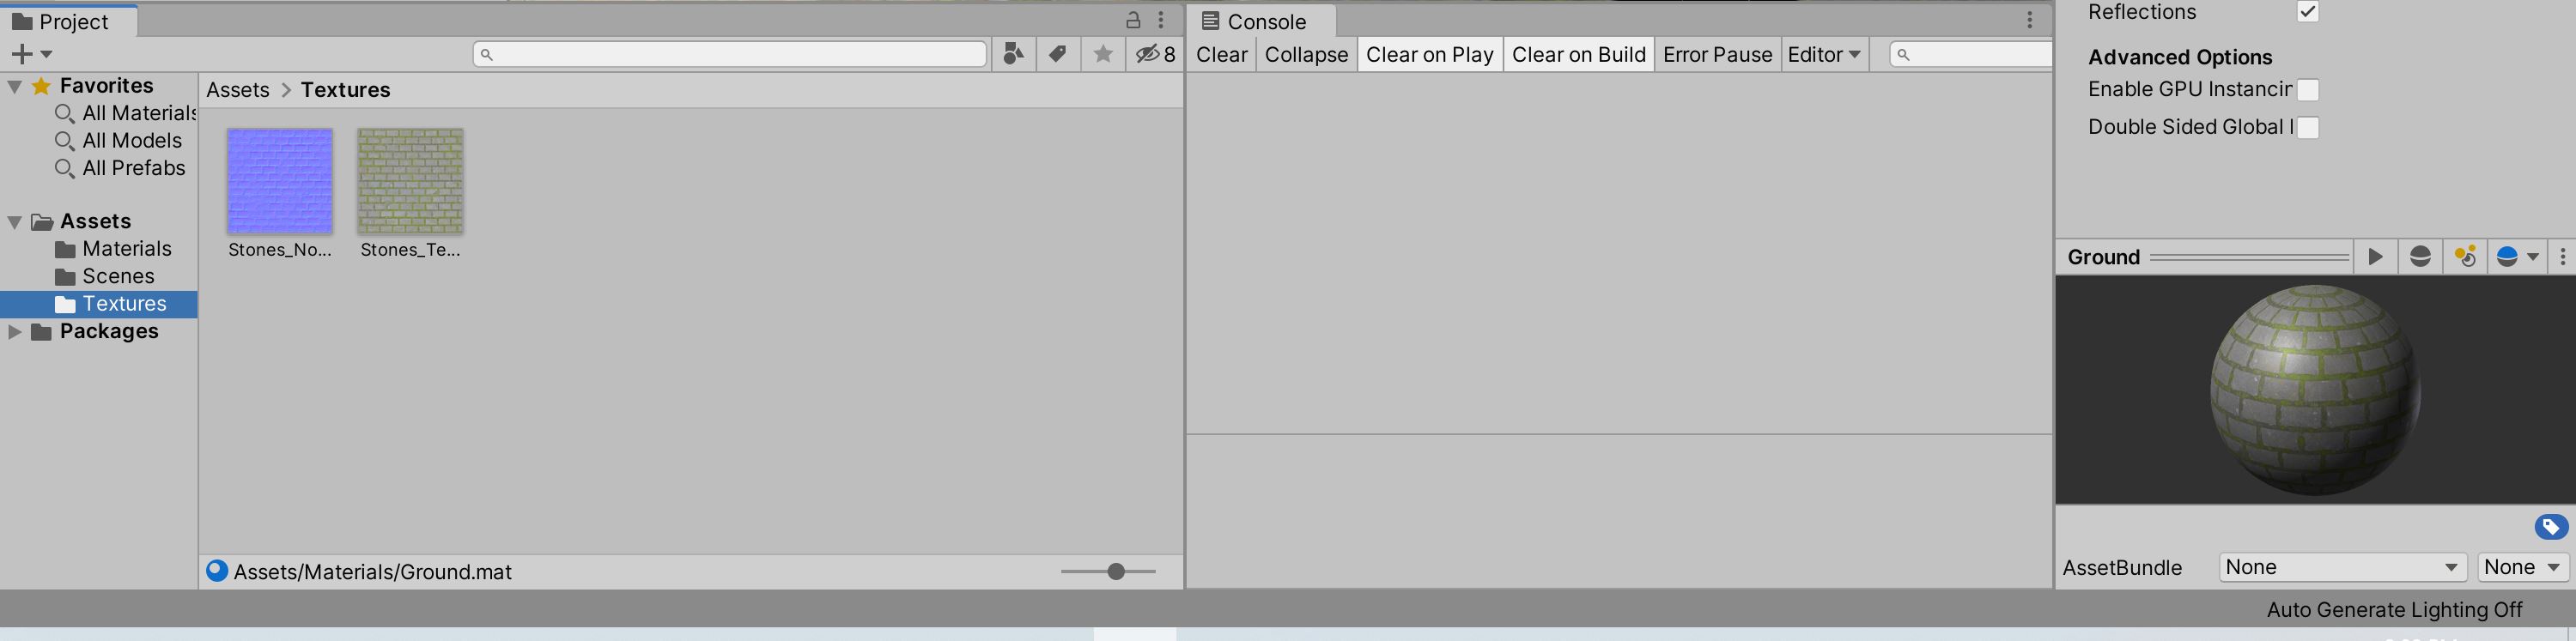 Project
8
Favorites
All Materials
All Models
All Prefabs
Assets
Materials
Scenes
Textures
Packages
Assets > Textures
Stones_No...
Stones_Te...
Assets/Materials/Ground.mat
Console
Clear Collapse Clear on Play Clear on Build Error Pause Editor
Reflections
Advanced Options
Enable GPU Instancin
Double Sided Global I
Ground
AssetBundle None None
Auto Generate Lighting Off